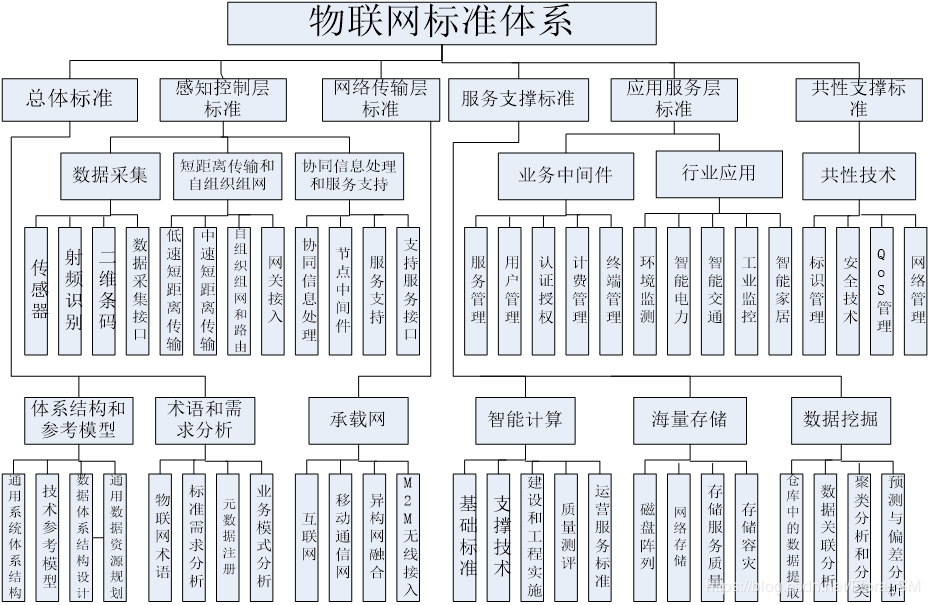 物联网标准体系
总体标准
感知控制层
标准
网络传输层
标准
服务支撑标准
应用服务层
标准
共性支撑标
准
数据采集
短距离传输和
自组织组网
协同信息处理
和服务支持
业务中间件
行业应用
共性技术
传感器
射频识别
二维条码
数据采集接口
低速短距离传输
中速短距离传输
自组织组网和路由
网关接入
协同信息处理
节点中间件
服务支持
支持服务接口
服务管理
用户管理
认证授权
计费管理
终端管理
环境监测
智能电力
智能交通
工业监控
智能家居
标识管理
安全技术
QoS管理
网络管理
体系结构和
参考模型
术语和需
求分析
承载网
智能计算
海量存储
数据挖掘
通用系统体系结构
技术参考模型
数据体系结构设计
通用数据资源规划
物联网术语
标准需求分析
元数据注册
业务模式分析
互联网
移动通信网
异构网融合
M2M无线接入
基础标准
支撑技术
建设和工程实施
质量测评
运营服务标准
磁盘阵列
网络存储
存储服务质量
存储容灾
仓库中的数据提取
数据关联分析
聚类分析和分类
预测与偏差分析